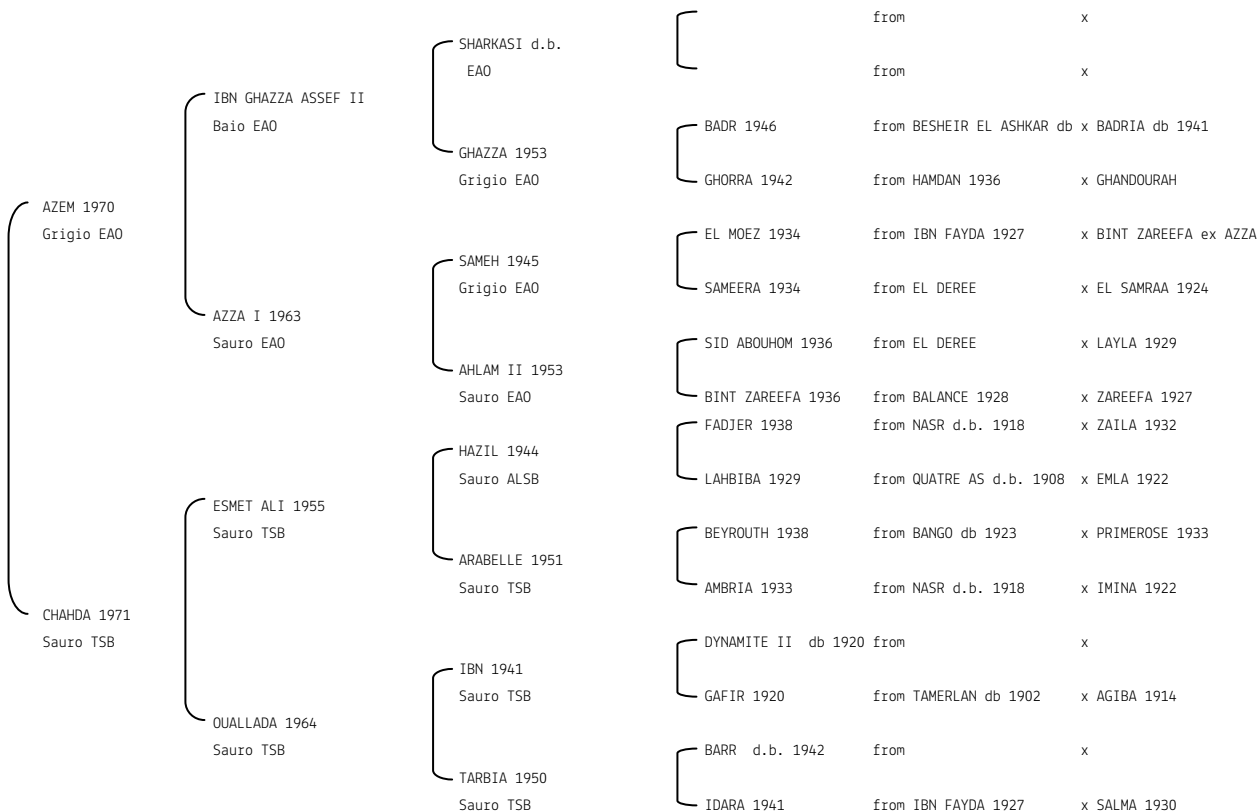 from x
SHARKASI d.b.
EAO
from x
IBN GHAZZA ASSEF II
Baio EAO
BADR 1946 from BESHEIR EL ASHKAR db x BADRIA db 1941
GHAZZA 1953
Grigio EAO
GHORRA 1942 from HAMDAN 1936 x GHANDOURAH
AZEM 1970
Grigio EAO
EL MOEZ 1934 from IBN FAYDA 1927 x BINT ZAREEFA ex AZZA
SAMEH 1945
Grigio EAO
SAMEERA 1934 from EL DEREE x EL SAMRAA 1924
AZZA I 1963
Sauro EAO
SID ABOUHOM 1936 from EL DEREE x LAYLA 1929
AHLAM II 1953
Sauro EAO
BINT ZAREEFA 1936 from BALANCE 1928 x ZAREEFA 1927
FADJER 1938 from NASR d.b. 1918 x ZAILA 1932
HAZIL 1944
Sauro ALSB
LAHBIBA 1929 from QUATRE AS d.b. 1908 x EMLA 1922
ESMET ALI 1955
Sauro TSB
BEYROUTH 1938 from BANGO db 1923 x PRIMEROSE 1933
ARABELLE 1951
Sauro TSB
AMBRIA 1933 from NASR d.b. 1918 x IMINA 1922
CHAHDA 1971
Sauro TSB
DYNAMITE II db 1920 from x
IBN 1941
Sauro TSB
GAFIR 1920 from TAMERLAN db 1902 x AGIBA 1914
OUALLADA 1964
Sauro TSB
BARR d.b. 1942 from x
TARBIA 1950
Sauro TSB
IDARA 1941 from IBN FAYDA 1927 x SALMA 1930